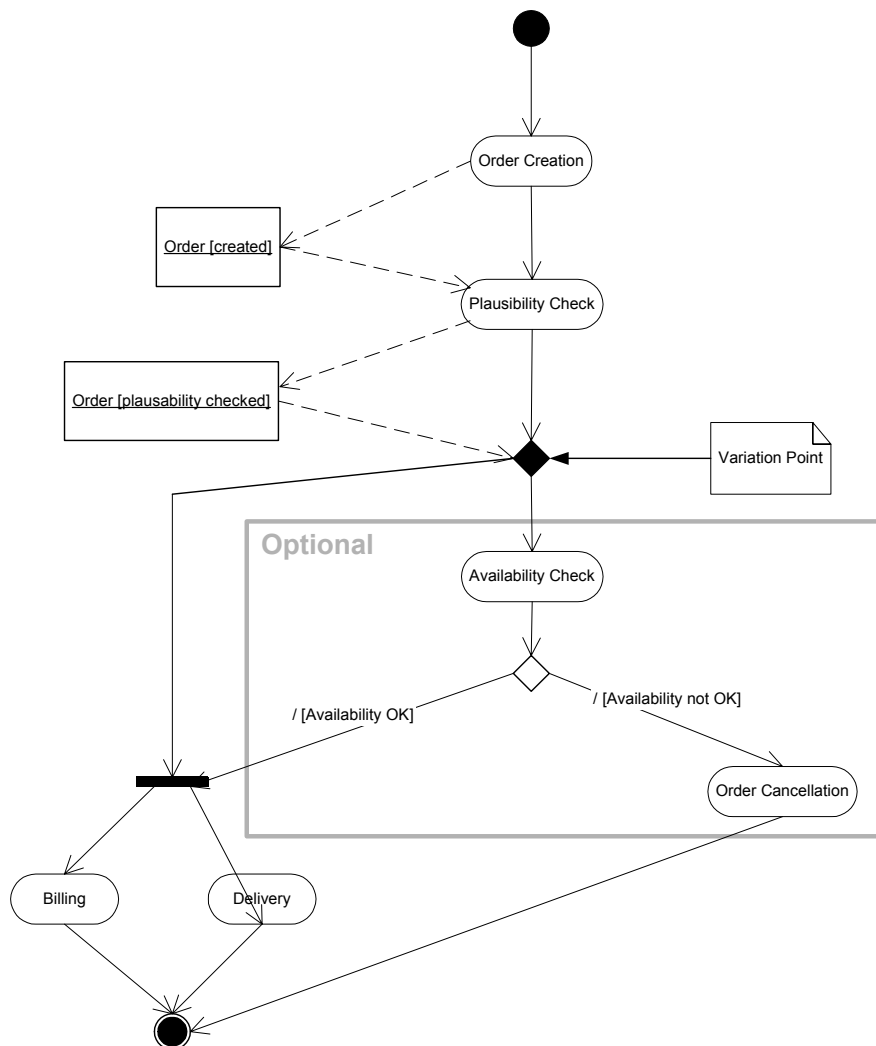 Order Creation
Order [created]
Plausibility Check
Order [plausability checked]
Variation Point
Optional
Availability Check
/ [Availability OK]
/ [Availability not OK]
Order Cancellation
Billing
Delivery